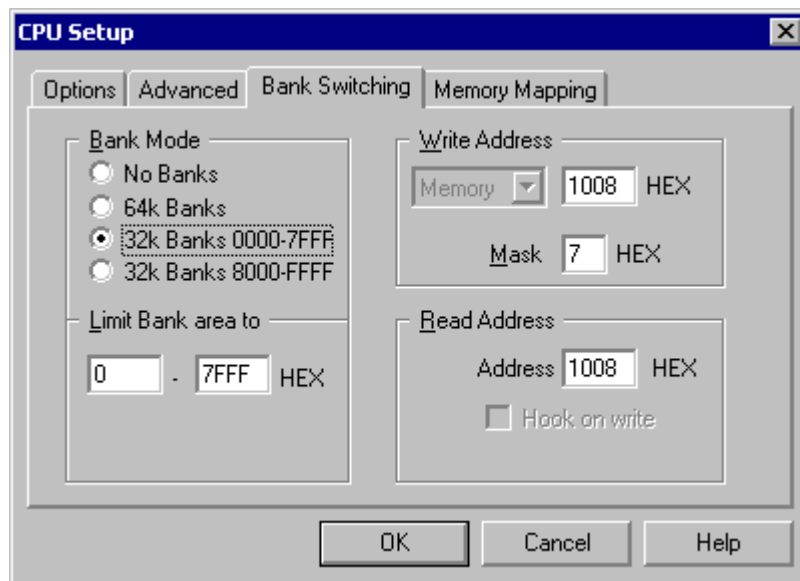 CPU Setup
Options Advanced Bank Switching Memory Mapping
Bank Mode
No Banks
64k Banks
32k Banks 0000-7FFF
32k Banks 8000-FFFF
Limit Bank area to
0 - 7FFF HEX
Write Address
Memory 1008 HEX
Mask 7 HEX
Read Address
Address 1008 HEX
Hook on write
OK Cancel Help